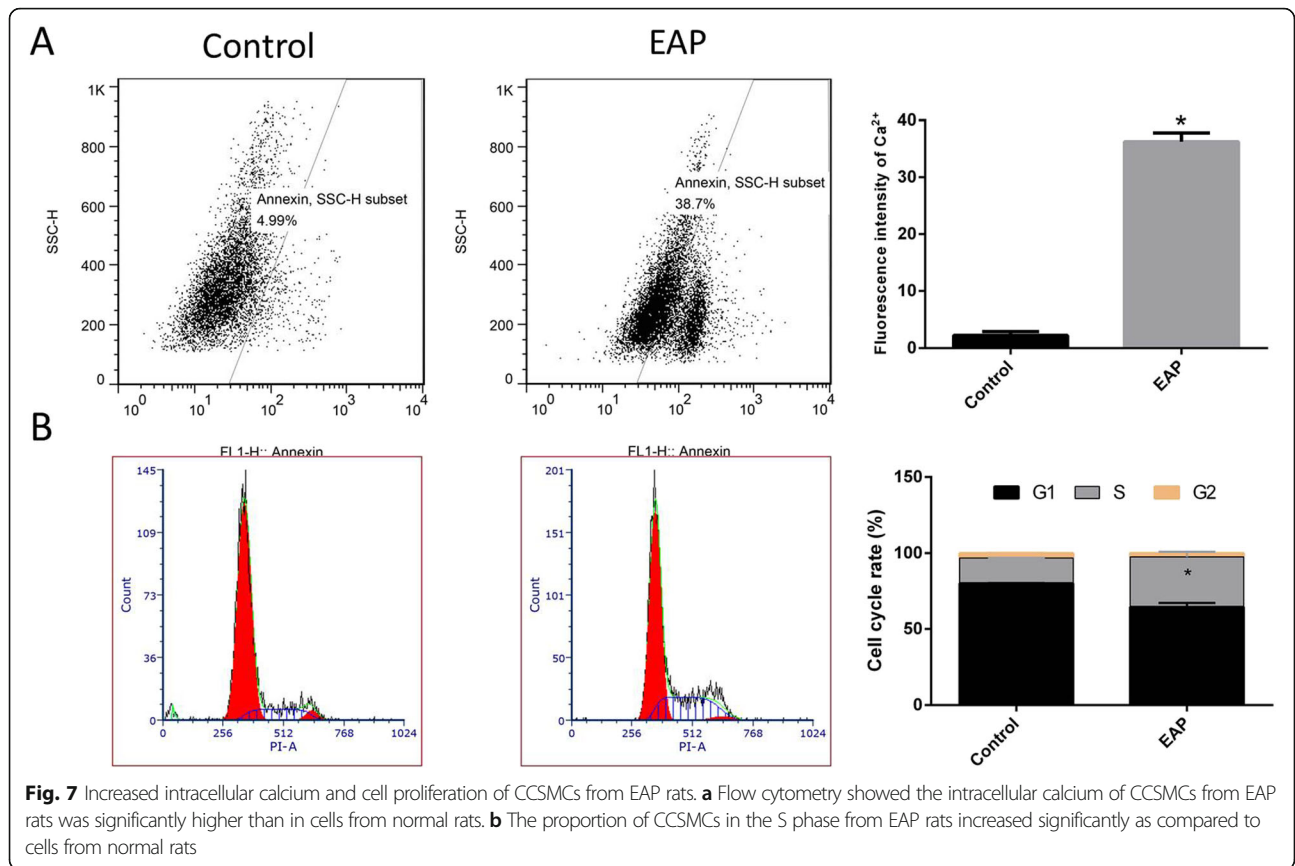 A
Control
EAP
1K
800
600
400
200
0
SSC-H
Annexin, SSC-H subset
4.99%
10^0 10^1 10^2 10^3 10^4
FL1-H:: Annexin
1K
800
600
400
200
0
SSC-H
Annexin, SSC-H subset
38.7%
10^0 10^1 10^2 10^3 10^4
FL1-H:: Annexin
Fluorescence intensity of Ca²⁺
40
30
20
10
0
*
Control
EAP
B
145
109
73
36
0
Count
0 256 512 768 1024
PI-A
201
151
101
50
0
Count
0 256 512 768 1024
PI-A
Cell cycle rate (%)
150
100
50
0
G1 S G2
*
Control
EAP
Fig. 7 Increased intracellular calcium and cell proliferation of CCSMCs from EAP rats. a Flow cytometry showed the intracellular calcium of CCSMCs from EAP
rats was significantly higher than in cells from normal rats. b The proportion of CCSMCs in the S phase from EAP rats increased significantly as compared to
cells from normal rats